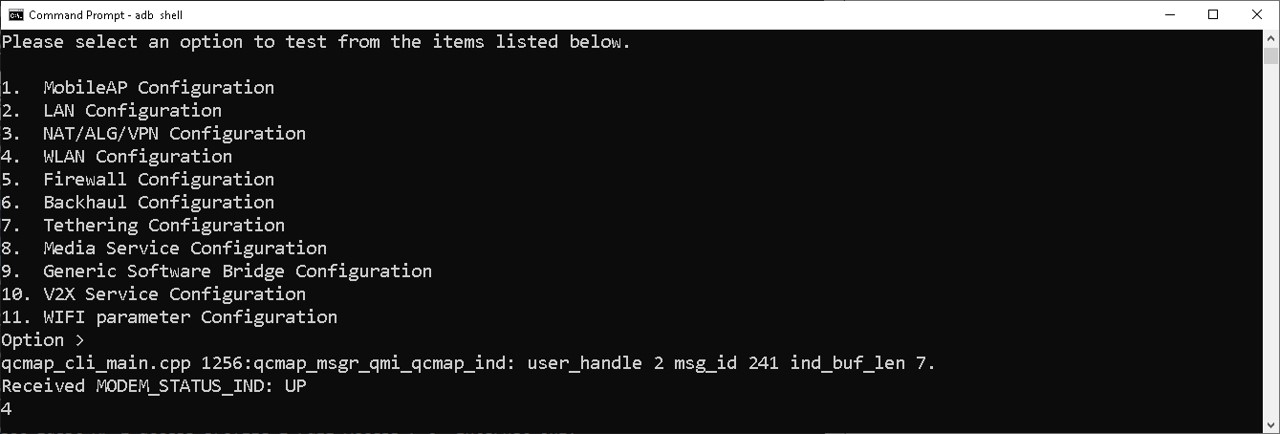 Command Prompt - adb  shell
Please select an option to test from the items listed below.
1.  MobileAP Configuration
2.  LAN Configuration
3.  NAT/ALG/VPN Configuration
4.  WLAN Configuration
5.  Firewall Configuration
6.  Backhaul Configuration
7.  Tethering Configuration
8.  Media Service Configuration
9.  Generic Software Bridge Configuration
10. V2X Service Configuration
11. WIFI parameter Configuration
Option >
qcmap_cli_main.cpp 1256:qcmap_msgr_qmi_qcmap_ind: user_handle 2 msg_id 241 ind_buf_len 7.
Received MODEM_STATUS_IND: UP
4